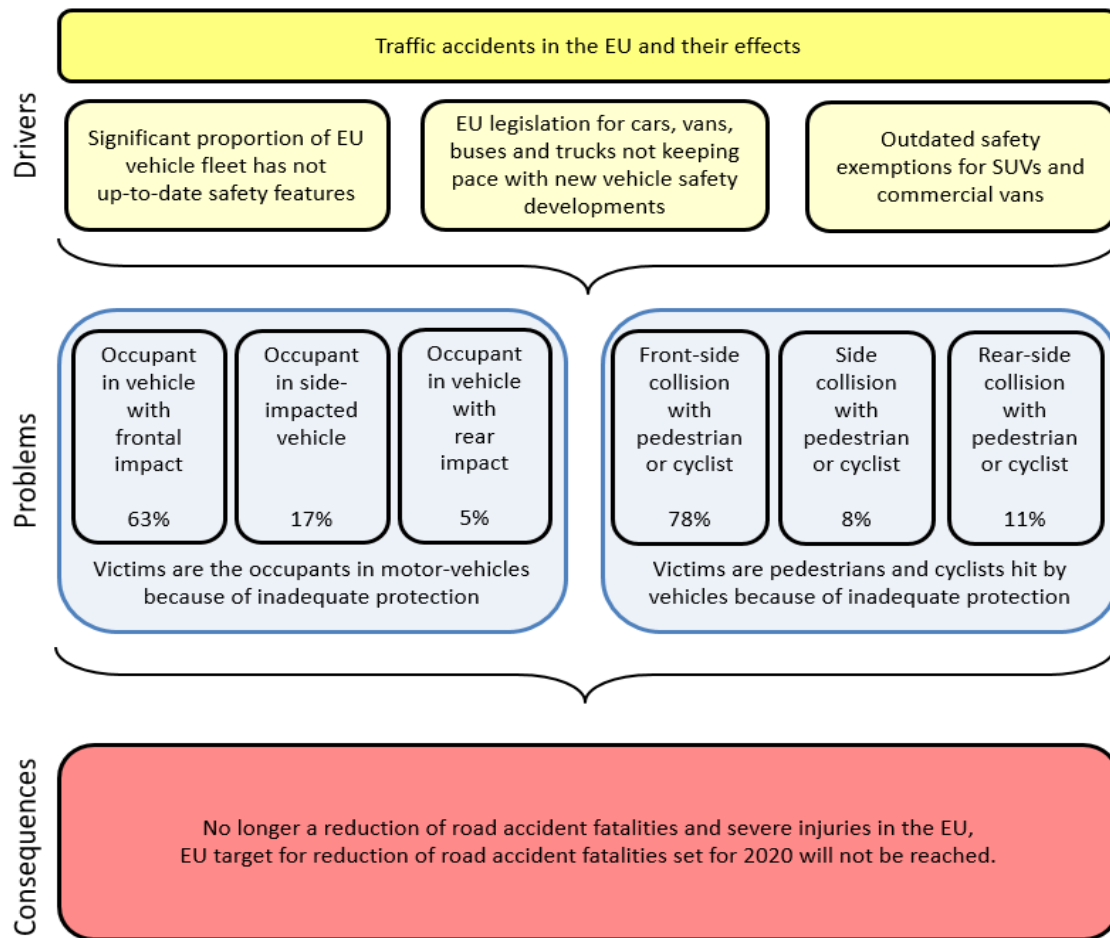 Traffic accidents in the EU and their effects
Drivers
Significant proportion of EU
vehicle fleet has not
up-to-date safety features
EU legislation for cars, vans,
buses and trucks not keeping
pace with new vehicle safety
developments
Outdated safety
exemptions for SUVs and
commercial vans
Problems
Occupant
in vehicle
with
frontal
impact
63%
Occupant
in side-
impacted
vehicle
17%
Occupant
in vehicle
with
rear
impact
5%
Victims are the occupants in motor-vehicles
because of inadequate protection
Front-side
collision
with
pedestrian
or cyclist
78%
Side
collision
with
pedestrian
or cyclist
8%
Rear-side
collision
with
pedestrian
or cyclist
11%
Victims are pedestrians and cyclists hit by
vehicles because of inadequate protection
Consequences
No longer a reduction of road accident fatalities and severe injuries in the EU,
EU target for reduction of road accident fatalities set for 2020 will not be reached.